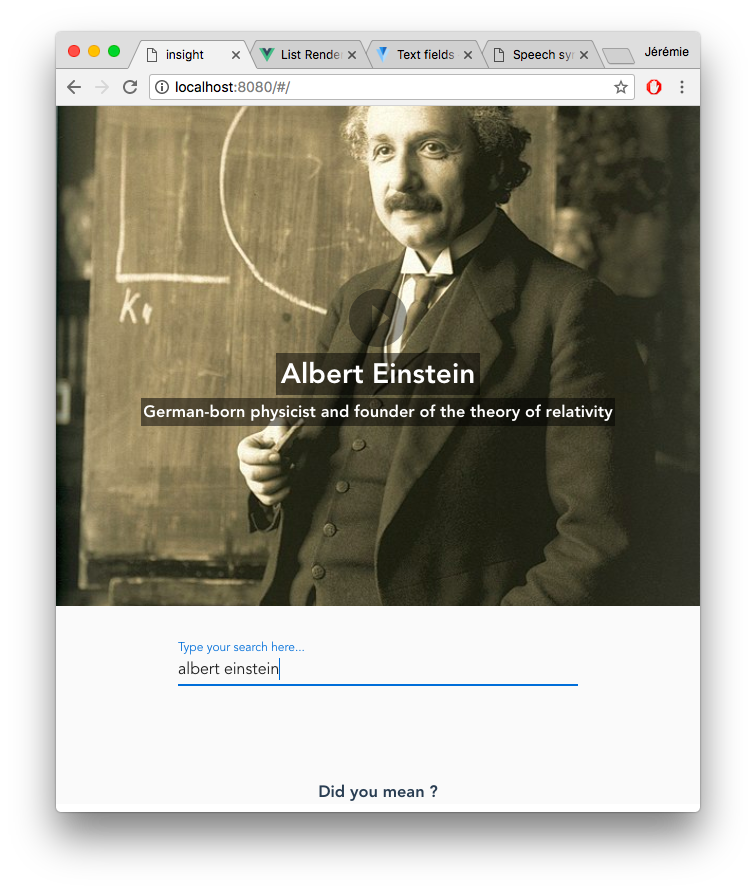 insight
List Rende
Text fields
Speech sy
Jérémie
localhost:8080/#/
K4
Albert Einstein
German-born physicist and founder of the theory of relativity
Type your search here...
albert einstein
Did you mean ?